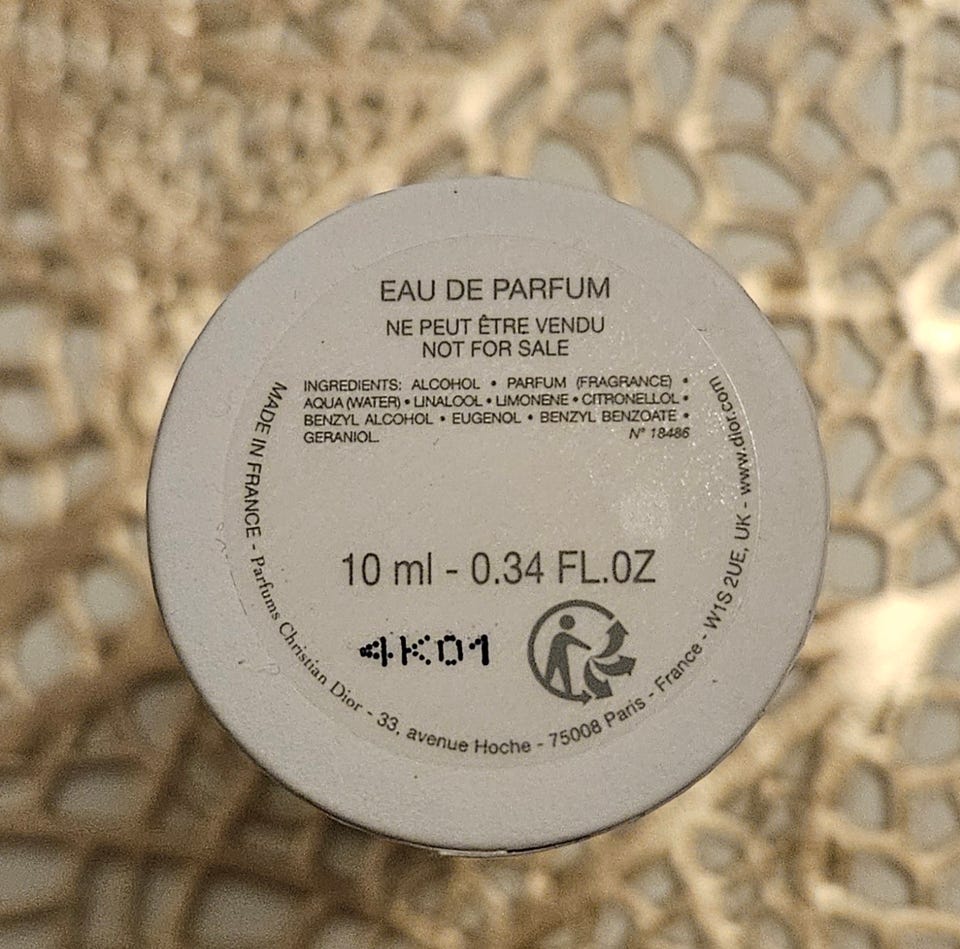 EAU DE PARFUM
NE PEUT ÊTRE VENDU
NOT FOR SALE
INGREDIENTS: ALCOHOL • PARFUM (FRAGRANCE) •
AQUA (WATER) • LINALOOL • LIMONENE • CITRONELLOL •
BENZYL ALCOHOL • EUGENOL • BENZYL BENZOATE •
GERANIOL. N° 18486
10 ml - 0.34 FL.OZ
4K01
MADE IN FRANCE - Parfums Christian Dior - 33, avenue Hoche - 75008 Paris - France - W1S 2UE, UK - www.dior.com